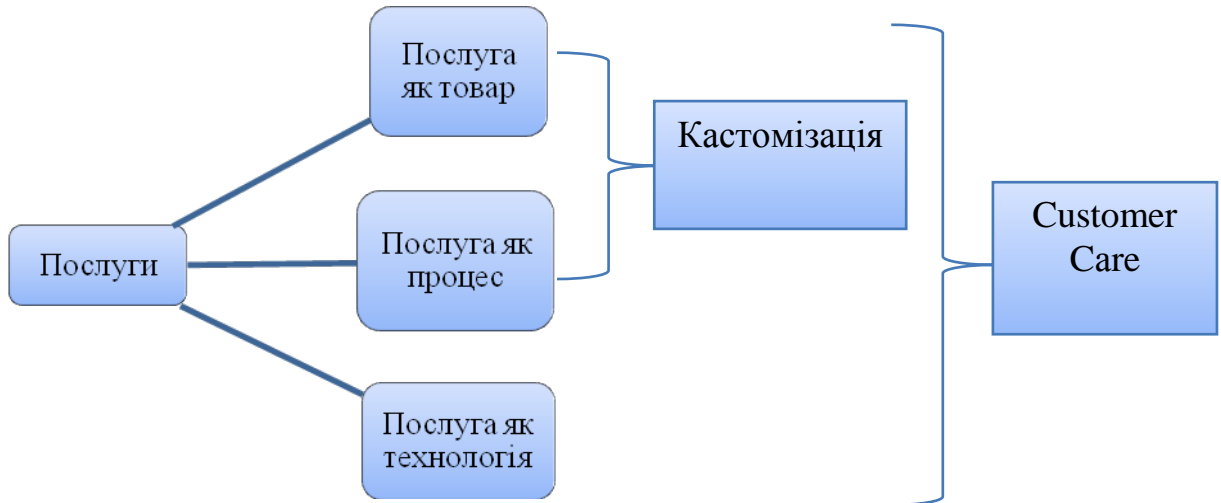 Послуга
як товар
Кастомізація
Customer
Care
Послуга як
процес
Послуги
Послуга як
технологія